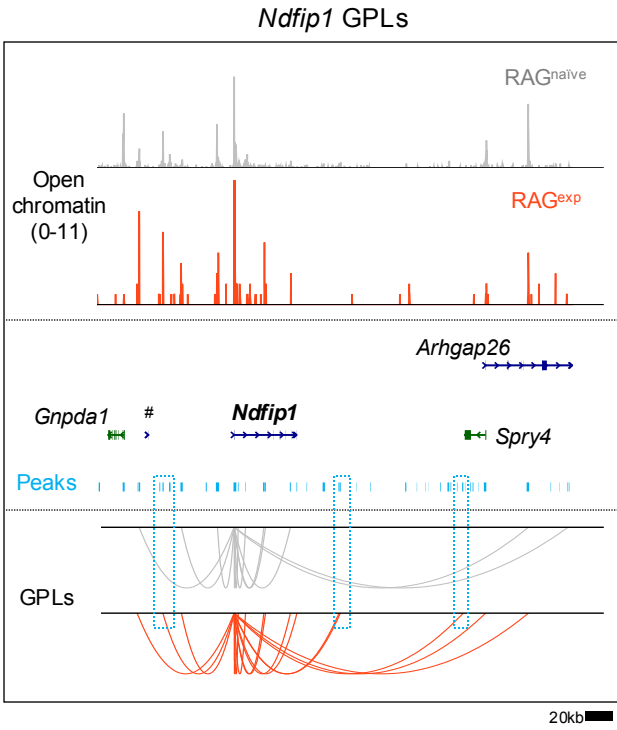 Ndfip1 GPLs
RAGnaïve
Open
chromatin
(0-11)
RAGexp
Arhgap26
Gnpda1
#
Ndfip1
Spry4
Peaks
GPLs
20kb